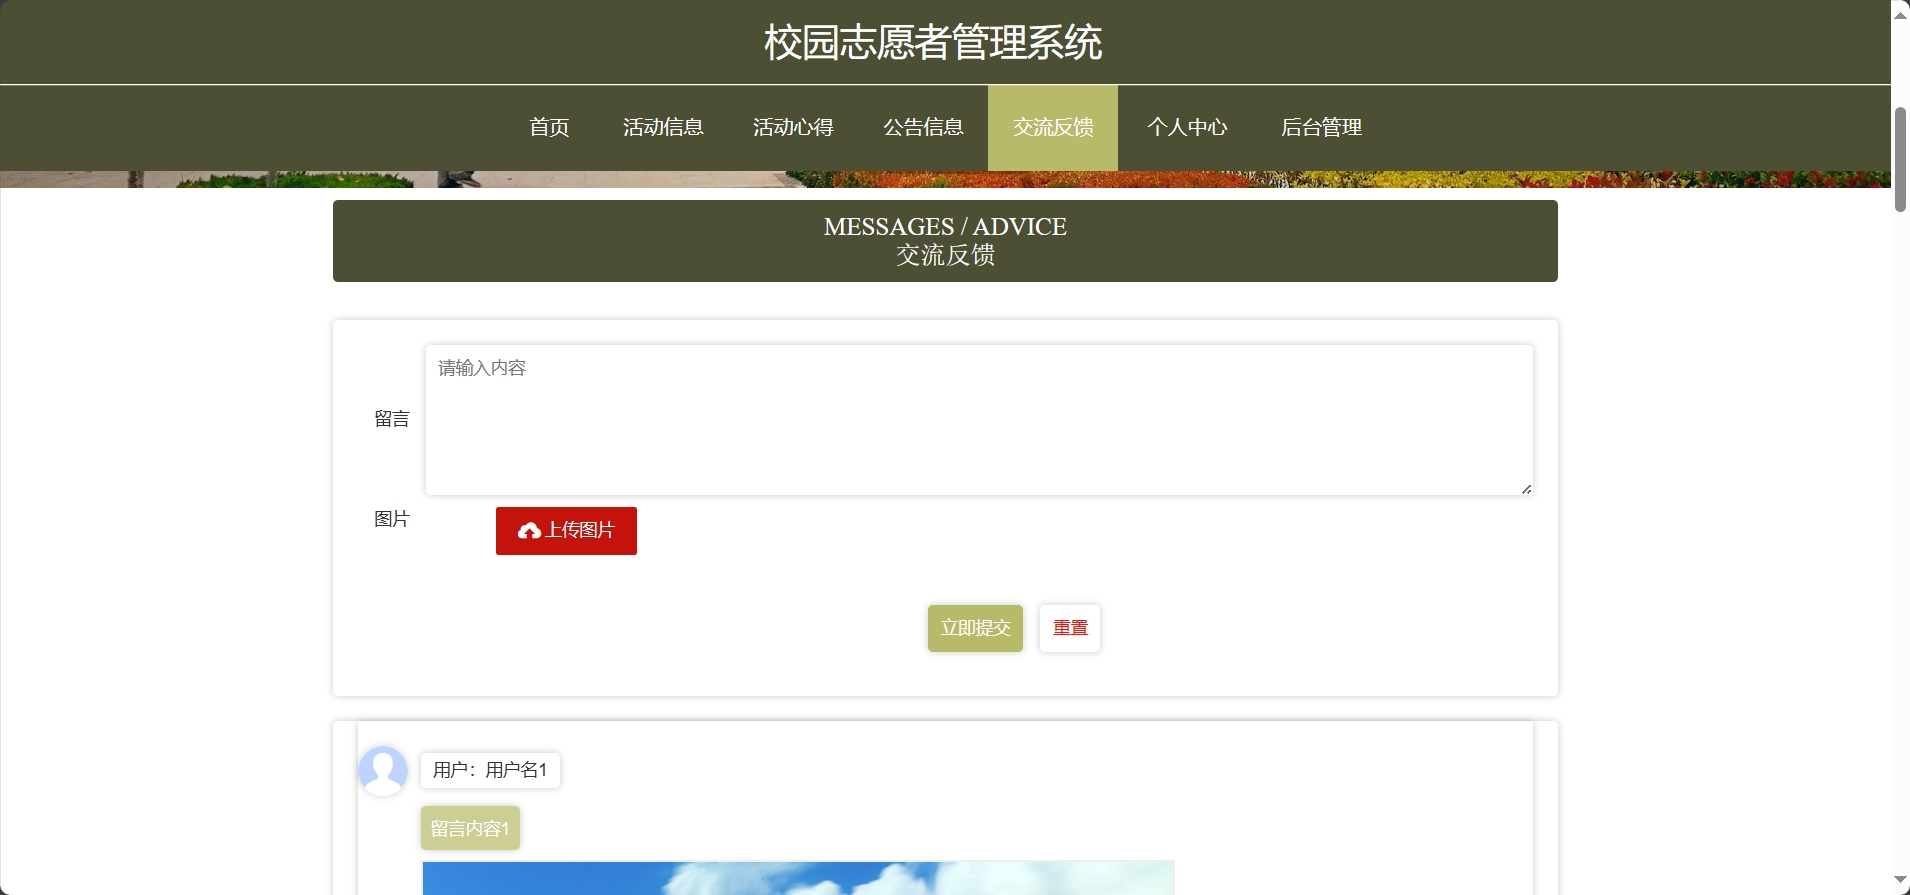 校园志愿者管理系统
首页 活动信息 活动心得 公告信息 交流反馈 个人中心 后台管理
MESSAGES / ADVICE
交流反馈
请输入内容
留言
图片
上传图片
立即提交 重置
用户：用户名1
留言内容1